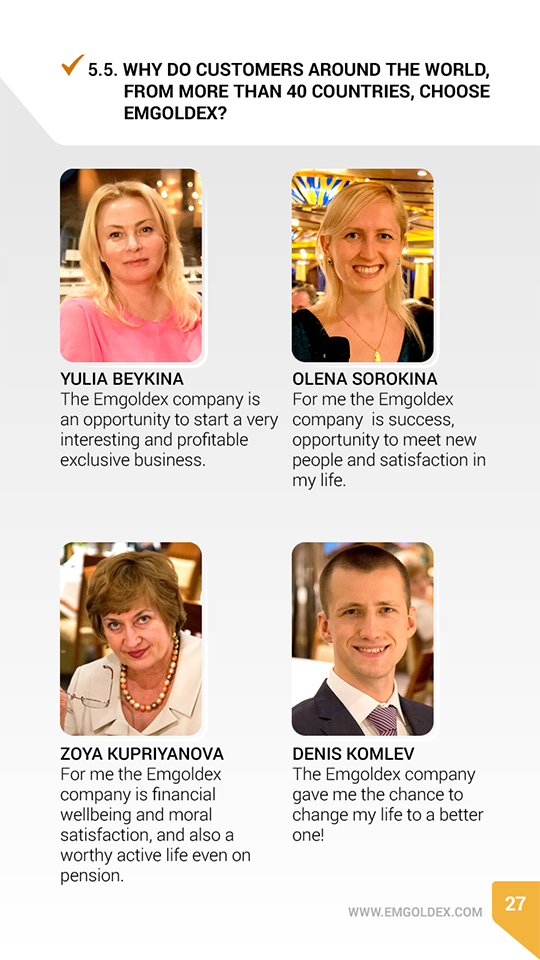 5.5. WHY DO CUSTOMERS AROUND THE WORLD,
FROM MORE THAN 40 COUNTRIES, CHOOSE
EMGOLDEX?
YULIA BEYKINA
The Emgoldex company is
an opportunity to start a very
interesting and profitable
exclusive business.
OLENA SOROKINA
For me the Emgoldex
company is success,
opportunity to meet new
people and satisfaction in
my life.
ZOYA KUPRIYANOVA
For me the Emgoldex
company is financial
wellbeing and moral
satisfaction, and also a
worthy active life even on
pension.
DENIS KOMLEV
The Emgoldex company
gave me the chance to
change my life to a better
one!
WWW.EMGOLDEX.COM
27